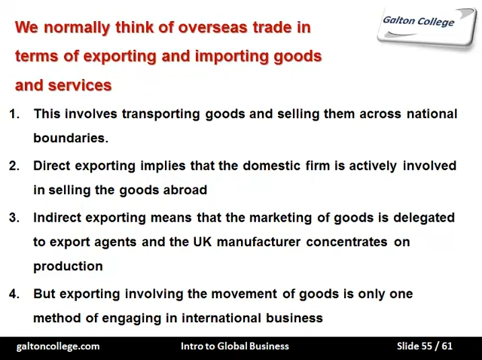 We normally think of overseas trade in
terms of exporting and importing goods
and services
Galton College
1. This involves transporting goods and selling them across national
boundaries.
2. Direct exporting implies that the domestic firm is actively involved
in selling the goods abroad
3. Indirect exporting means that the marketing of goods is delegated
to export agents and the UK manufacturer concentrates on
production
4. But exporting involving the movement of goods is only one
method of engaging in international business
galtoncollege.com Intro to Global Business Slide 55 / 61